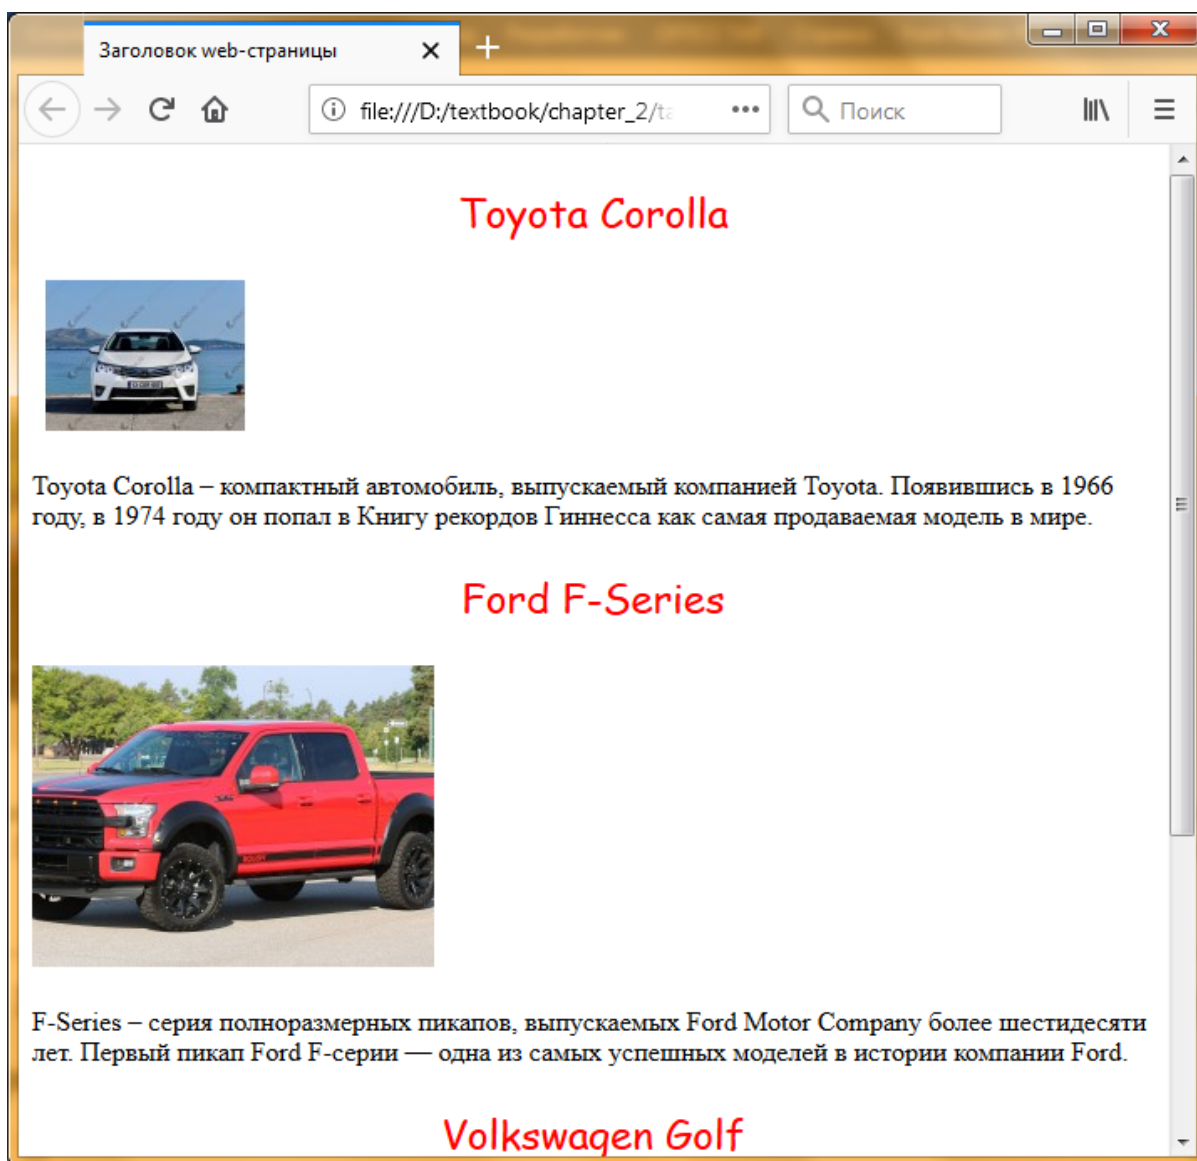 Заголовок web-страницы
file:///D:/textbook/chapter_2/ta
Поиск
Toyota Corolla
Toyota Corolla – компактный автомобиль, выпускаемый компанией Toyota. Появившись в 1966
году, в 1974 году он попал в Книгу рекордов Гиннесса как самая продаваемая модель в мире.
Ford F-Series
F-Series – серия полноразмерных пикапов, выпускаемых Ford Motor Company более шестидесяти
лет. Первый пикап Ford F-серии — одна из самых успешных моделей в истории компании Ford.
Volkswagen Golf